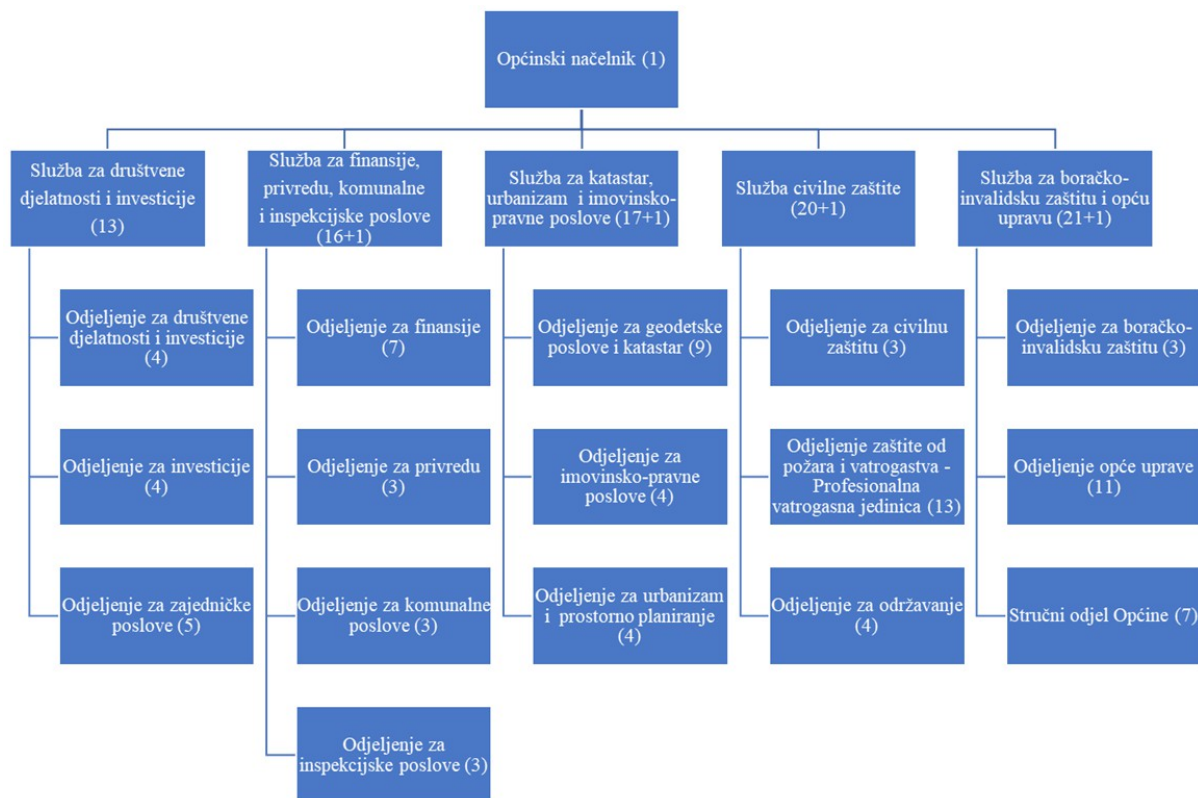 Općinski načelnik (1)
Služba za društvene
djelatnosti i investicije
(13)
Služba za finansije,
privredu, komunalne
i inspekcijske poslove
(16+1)
Služba za katastar,
urbanizam i imovinsko-
pravne poslove (17+1)
Služba civilne zaštite
(20+1)
Služba za boračko-
invalidsku zaštitu i opću
upravu (21+1)
Odjeljenje za društvene
djelatnosti i investicije
(4)
Odjeljenje za investicije
(4)
Odjeljenje za zajedničke
poslove (5)
Odjeljenje za finansije
(7)
Odjeljenje za privredu
(3)
Odjeljenje za komunalne
poslove (3)
Odjeljenje za
inspekcijske poslove (3)
Odjeljenje za geodetske
poslove i katastar (9)
Odjeljenje za
imovinsko-pravne
poslove (4)
Odjeljenje za urbanizam
i prostorno planiranje
(4)
Odjeljenje za civilnu
zaštitu (3)
Odjeljenje zaštite od
požara i vatrogastva -
Profesionalna
vatrogasna jedinica (13)
Odjeljenje za održavanje
(4)
Odjeljenje za boračko-
invalidsku zaštitu (3)
Odjeljenje opće uprave
(11)
Stručni odjel Općine (7)